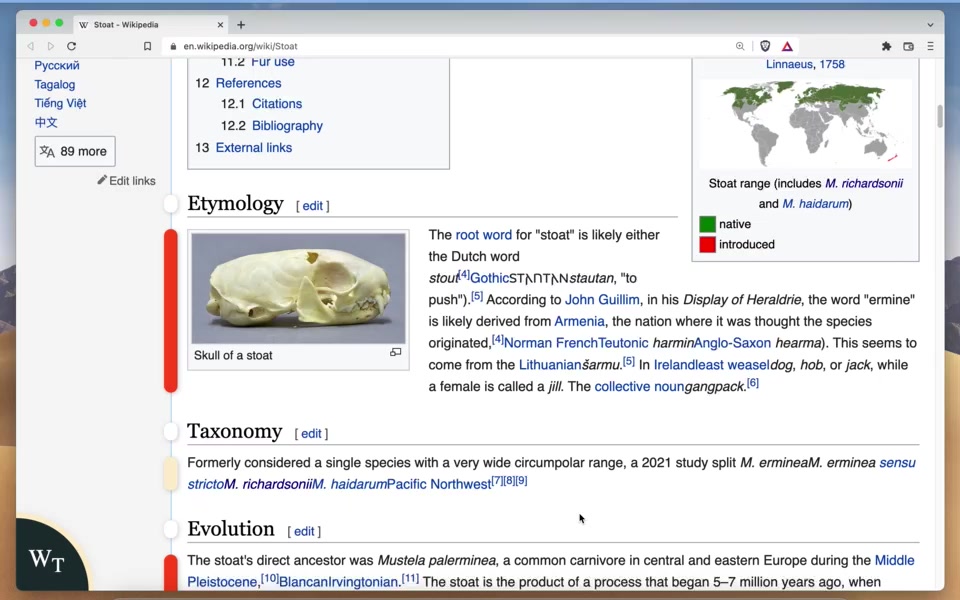 Stoat - Wikipedia
en.wikipedia.org/wiki/Stoat
Русский
Tagalog
Tiếng Việt
中文
89 more
Edit links
11.2 Fur use
12 References
12.1 Citations
12.2 Bibliography
13 External links
Linnaeus, 1758
Stoat range (includes M. richardsonii
and M. haidarum)
native
introduced
Etymology [ edit ]
Skull of a stoat
The root word for "stoat" is likely either
the Dutch word
stout[4]Gothic𐍃𐍄𐌰𐌿𐍄𐌰𐌽stautan, "to
push").[5] According to John Guillim, in his Display of Heraldrie, the word "ermine"
is likely derived from Armenia, the nation where it was thought the species
originated,[4]Norman FrenchTeutonic harminAnglo-Saxon hearma). This seems to
come from the Lithuanianšarmu.[5] In Irelandleast weaseldog, hob, or jack, while
a female is called a jill. The collective noungangpack.[6]
Taxonomy [ edit ]
Formerly considered a single species with a very wide circumpolar range, a 2021 study split M. ermineaM. erminea sensu
strictoM. richardsoniiM. haidarumPacific Northwest[7][8][9]
Evolution [ edit ]
The stoat's direct ancestor was Mustela palerminea, a common carnivore in central and eastern Europe during the Middle
Pleistocene,[10]BlancanIrvingtonian.[11] The stoat is the product of a process that began 5–7 million years ago, when
WT